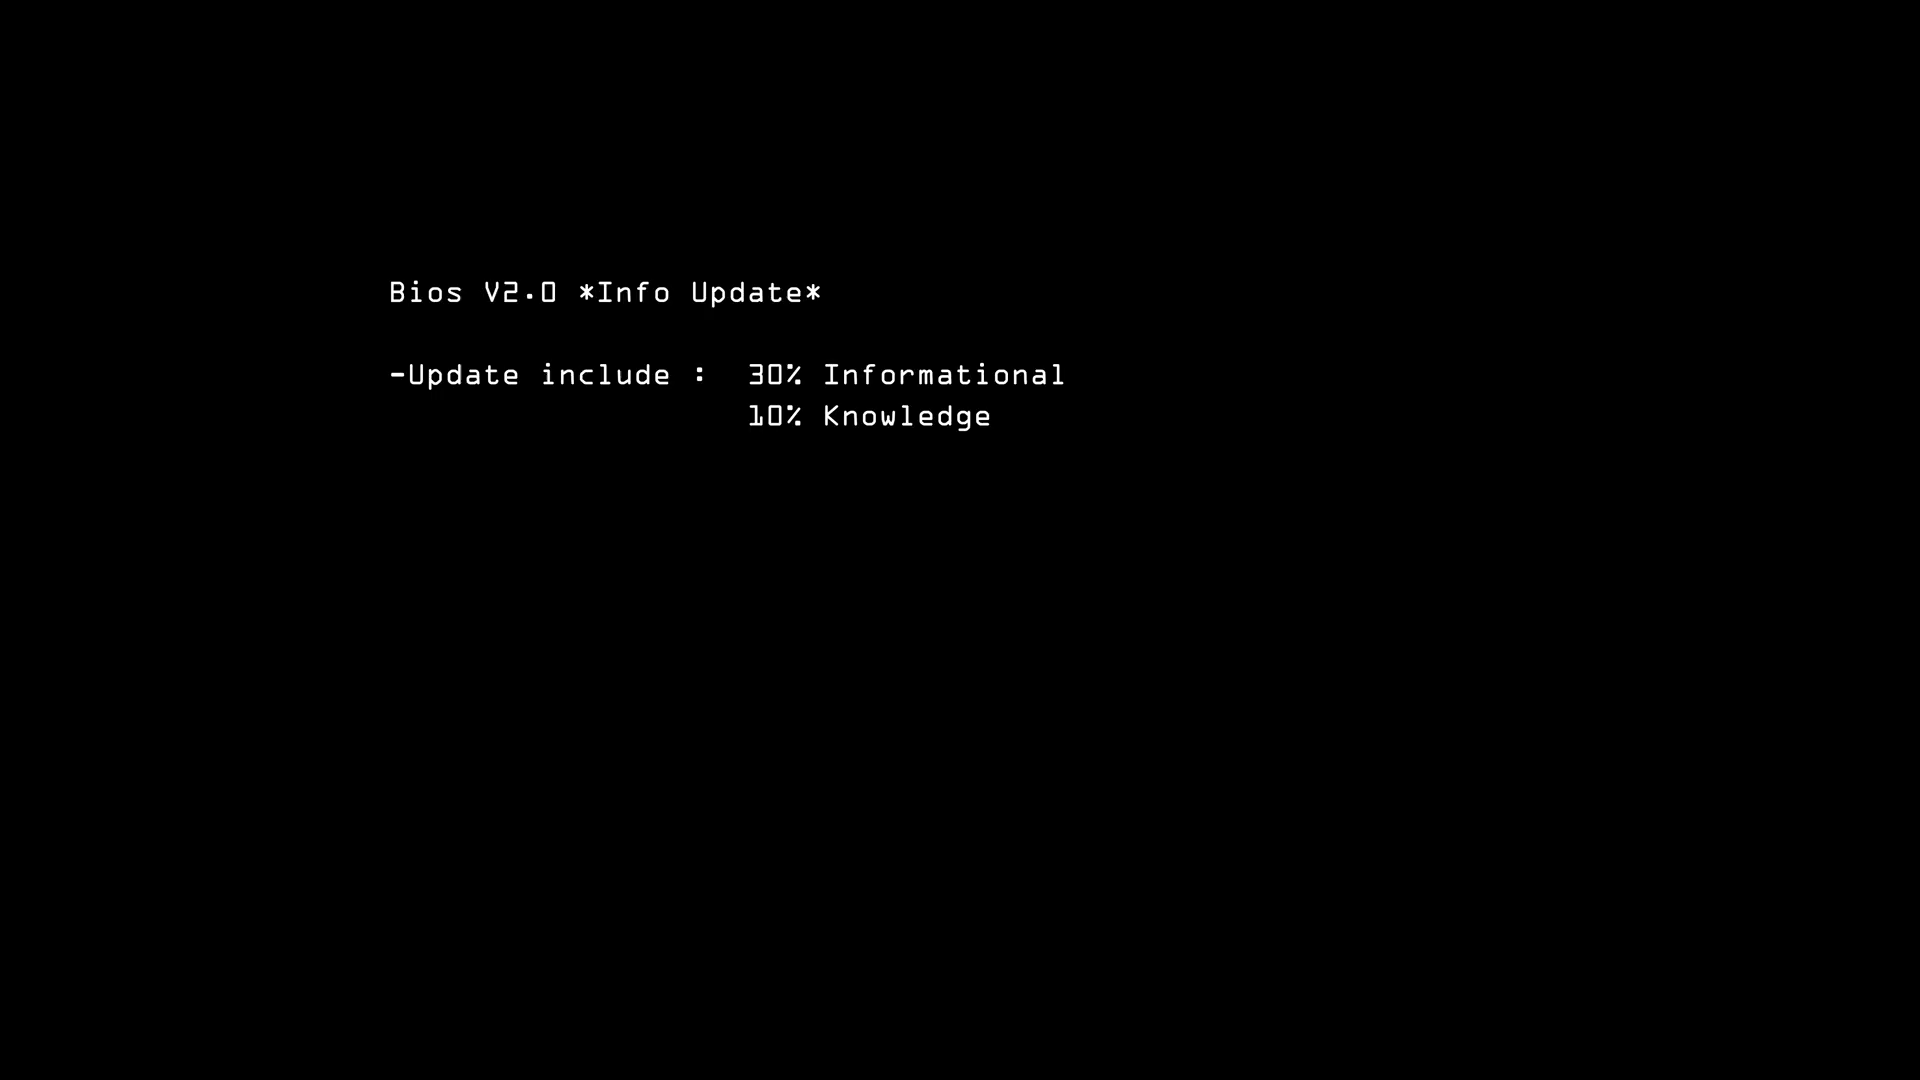 Bios V2.0 *Info Update*
-Update include : 30% Informational
10% Knowledge